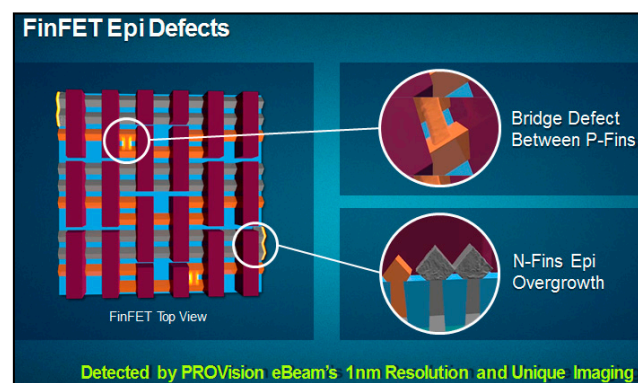 FinFET Epi Defects
Bridge Defect
Between P-Fins
N-Fins Epi
Overgrowth
FinFET Top View
Detected by PROVision eBeam's 1nm Resolution and Unique Imaging